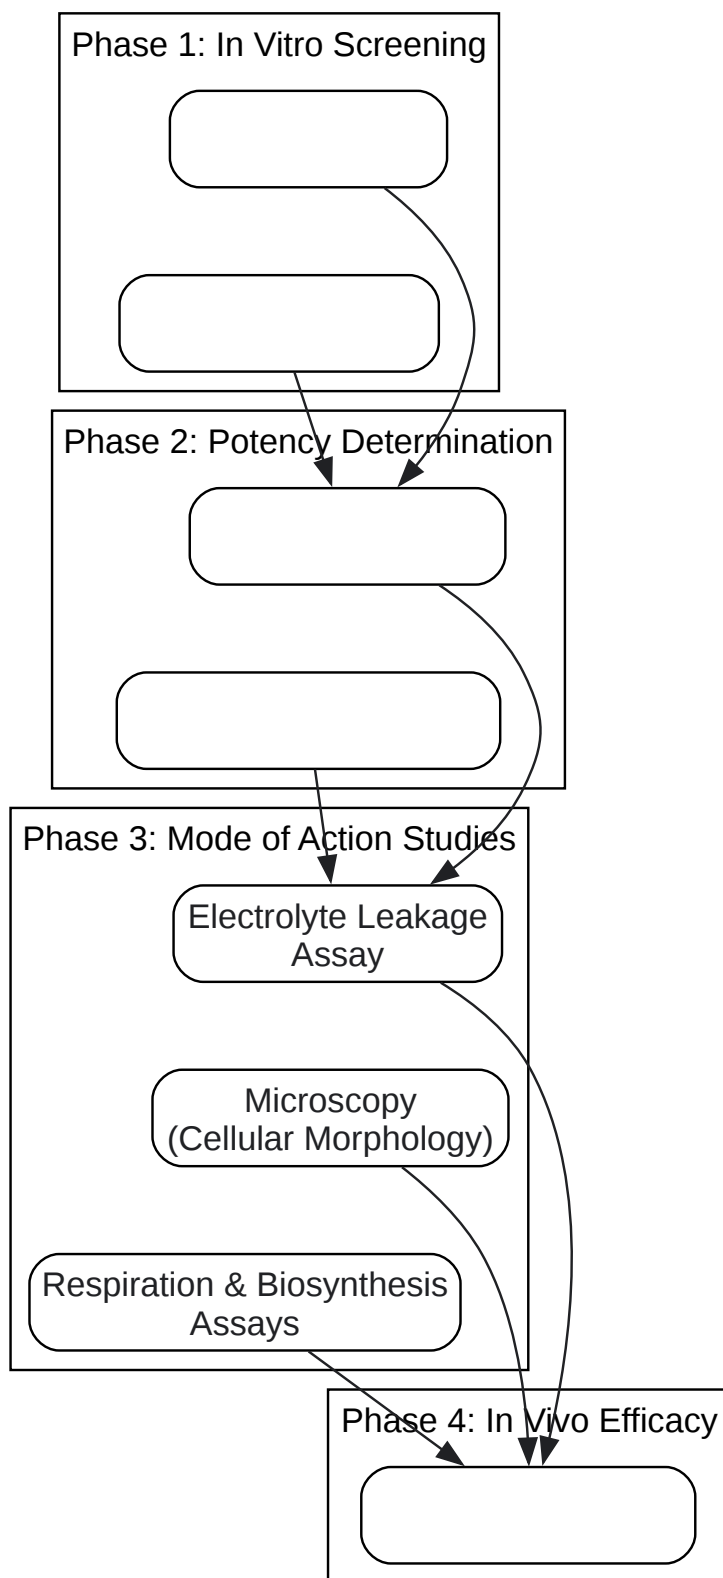 Phase 1: In Vitro Screening
Phase 2: Potency Determination
Phase 3: Mode of Action Studies
Electrolyte Leakage
Assay
Microscopy
(Cellular Morphology)
Respiration & Biosynthesis
Assays
Phase 4: In Vivo Efficacy